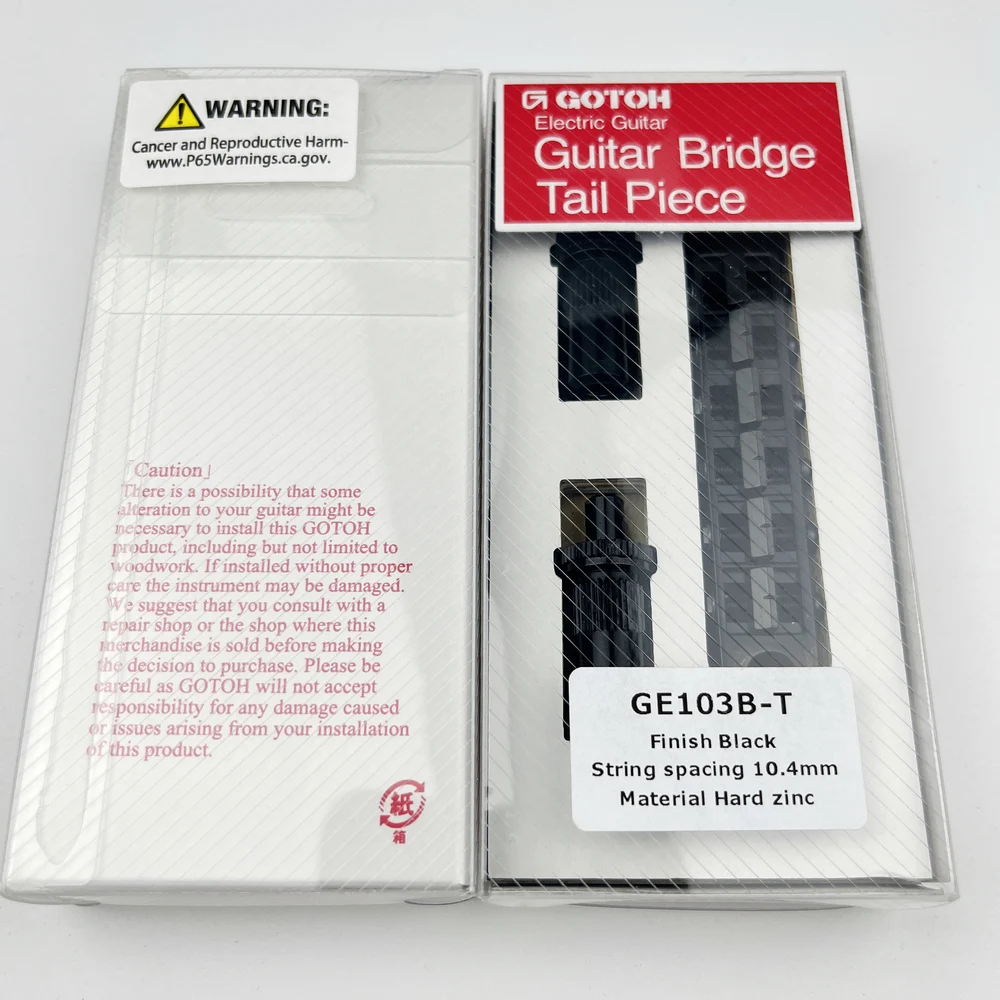 WARNING:
Cancer and Reproductive Harm-
www.P65Warnings.ca.gov.
「Caution」
There is a possibility that some
alteration to your guitar might be
necessary to install this GOTOH
product, including but not limited to
woodwork. If installed without proper
care the instrument may be damaged.
We suggest that you consult with a
repair shop or the shop where this
merchandise is sold before making
the decision to purchase. Please be
careful as GOTOH will not accept
responsibility for any damage caused
or issues arising from your installation
of this product.
紙
箱
GOTOH
Electric Guitar
Guitar Bridge
Tail Piece
GE103B-T
Finish Black
String spacing 10.4mm
Material Hard zinc